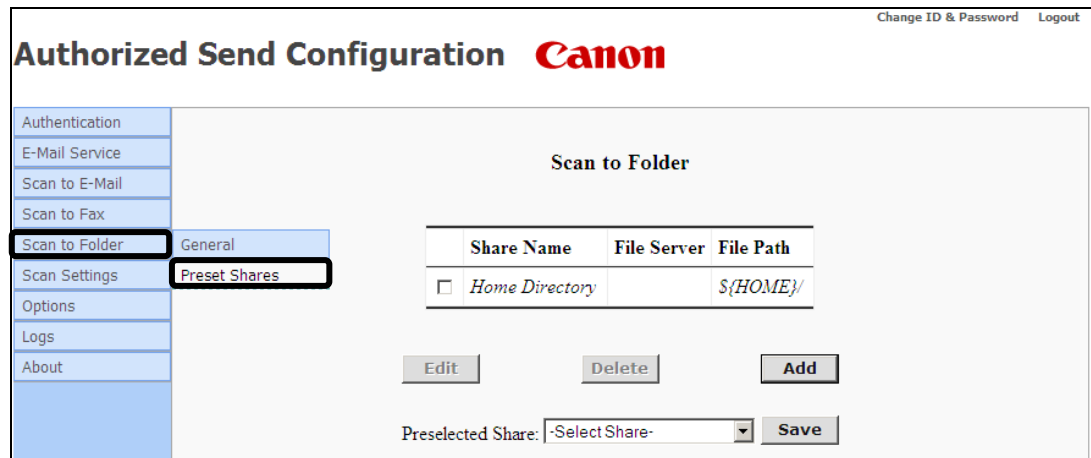 Change ID & Password Logout
Authorized Send Configuration Canon
Authentication
E-Mail Service
Scan to E-Mail
Scan to Fax
Scan to Folder
Scan Settings
Options
Logs
About
General
Preset Shares
Scan to Folder
Share Name File Server File Path
Home Directory ${HOME}/
Edit Delete Add
Preselected Share: -Select Share- Save